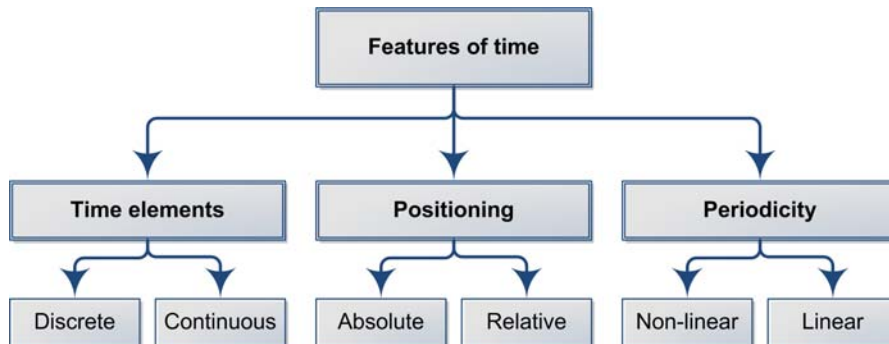 Features of time
Time elements
Positioning
Periodicity
Discrete
Continuous
Absolute
Relative
Non-linear
Linear